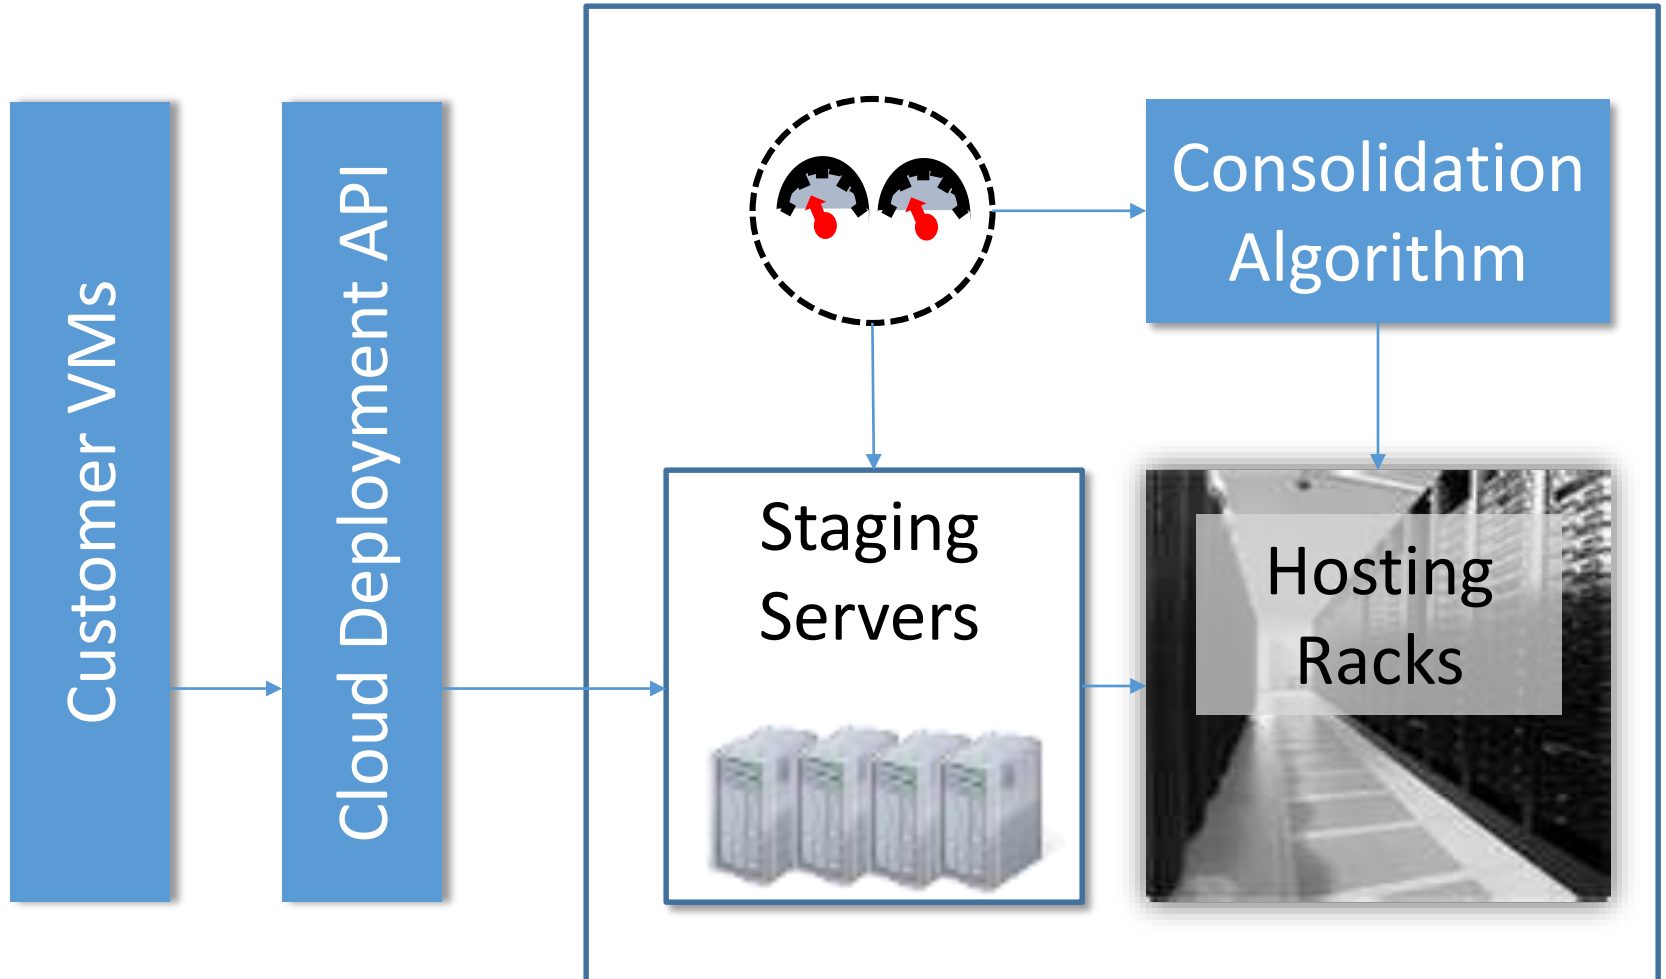 Customer VMs
Cloud Deployment API
Consolidation
Algorithm
Staging
Servers
Hosting
Racks